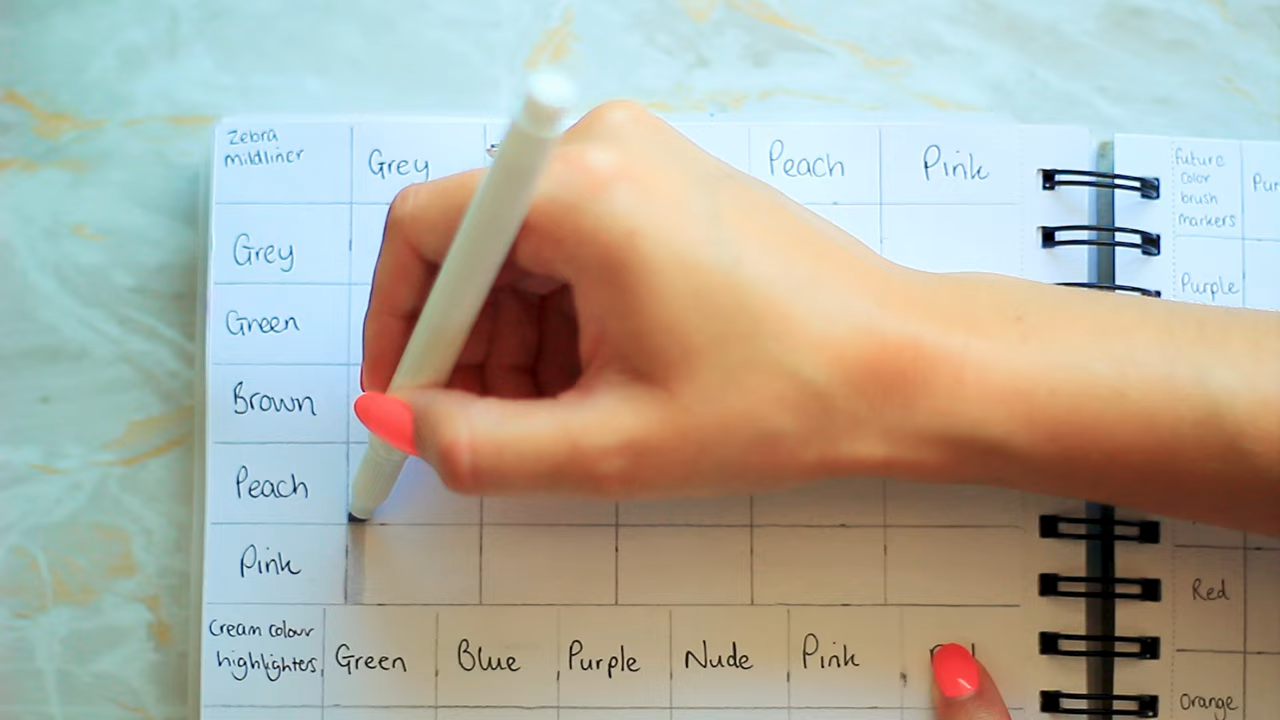 Zebra
mildliner
Grey
Peach
Pink
Grey
Green
Brown
Peach
Pink
Cream colour
highlighters
Green
Blue
Purple
Nude
Pink
Future
color
brush
markers
Purple
Red
Orange